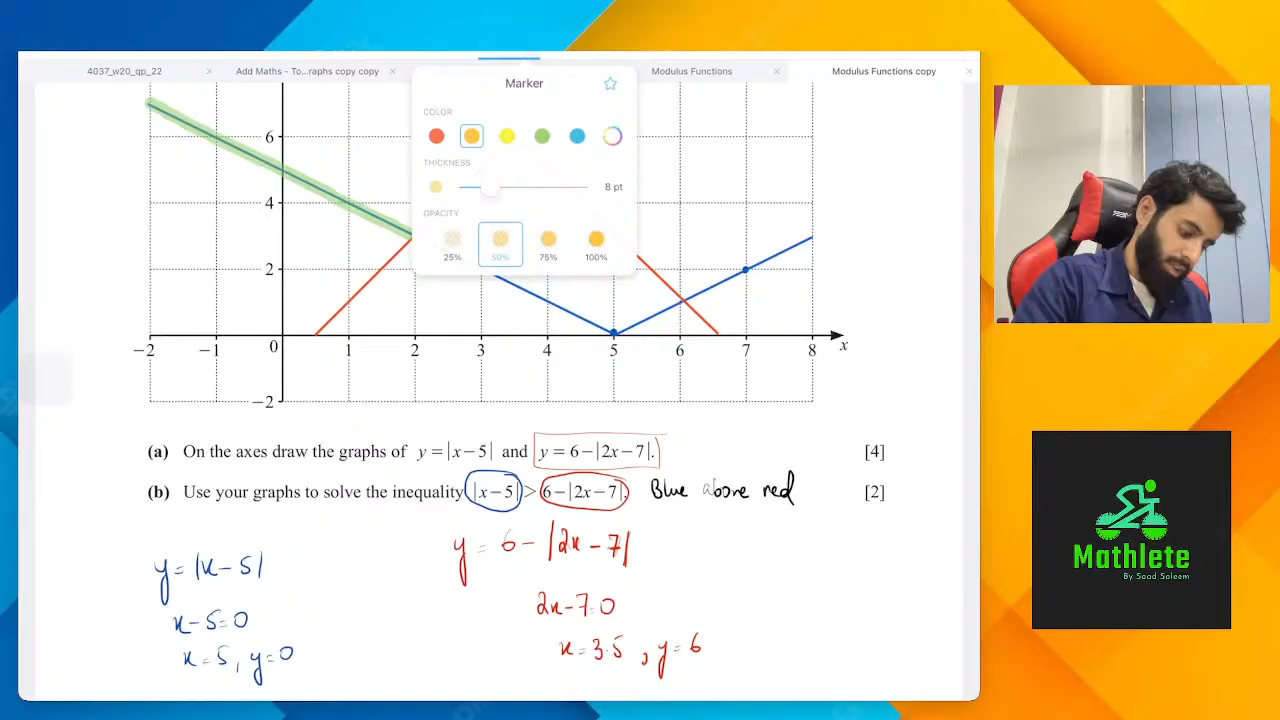 4037_w20_qp_22 × Add Maths - To...raphs copy copy × Modulus Functions × Modulus Functions copy ×
Marker
COLOR
THICKNESS
8 pt
OPACITY
25% 50% 75% 100%
6
4
2
−2 −1 0 1 2 3 4 5 6 7 8 x
−2
(a) On the axes draw the graphs of y = |x − 5| and y = 6 − |2x − 7|. [4]
(b) Use your graphs to solve the inequality |x − 5| > 6 − |2x − 7|. Blue above red [2]
y = |x − 5|
x − 5 = 0
x = 5, y = 0
y = 6 − |2x − 7|
2x − 7 = 0
x = 3.5, y = 6
Mathlete
By Saad Saleem